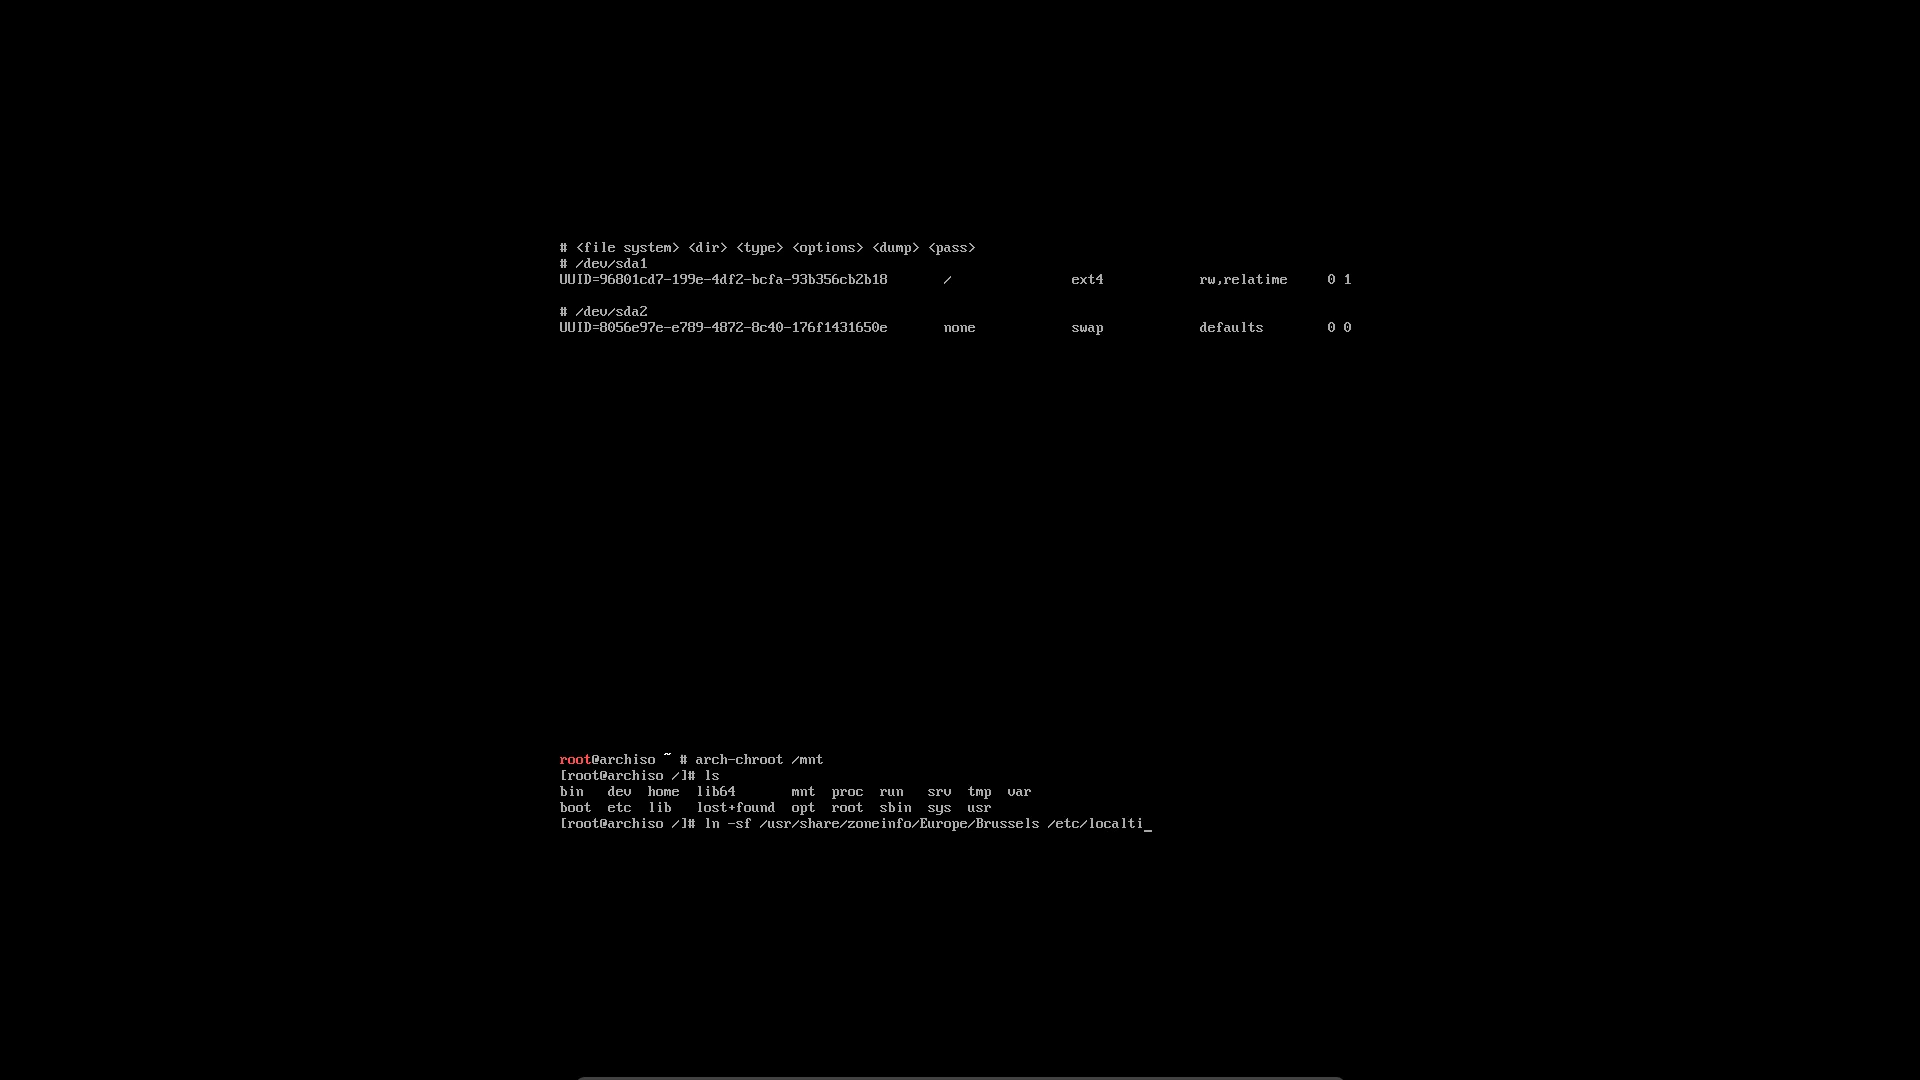 # <file system> <dir> <type> <options> <dump> <pass>
# /dev/sda1
UUID=96801cd7-199e-4df2-bcfa-93b356cb2b18       /               ext4            rw,relatime     0 1
# /dev/sda2
UUID=8056e97e-e789-4872-8c40-176f1431650e       none            swap            defaults        0 0
root@archiso ~ # arch-chroot /mnt
[root@archiso /]# ls
bin   dev  home  lib64       mnt  proc  run   srv  tmp  var
boot  etc  lib   lost+found  opt  root  sbin  sys  usr
[root@archiso /]# ln -sf /usr/share/zoneinfo/Europe/Brussels /etc/localti_